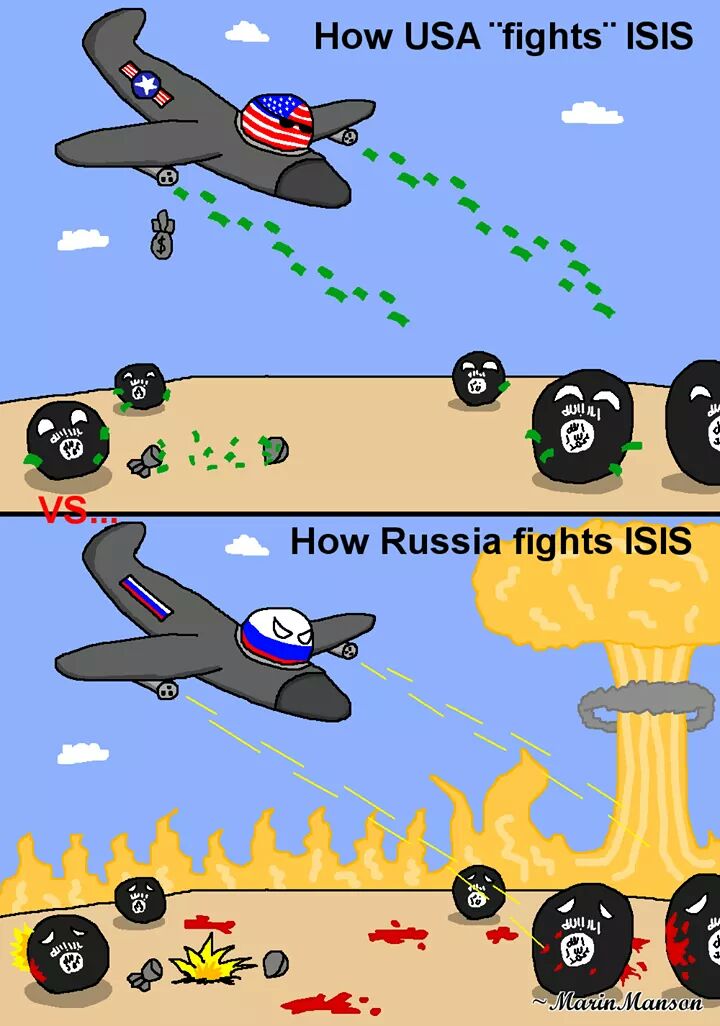 How USA ¨fights¨ ISIS
$
VS...
How Russia fights ISIS
~MarinManson